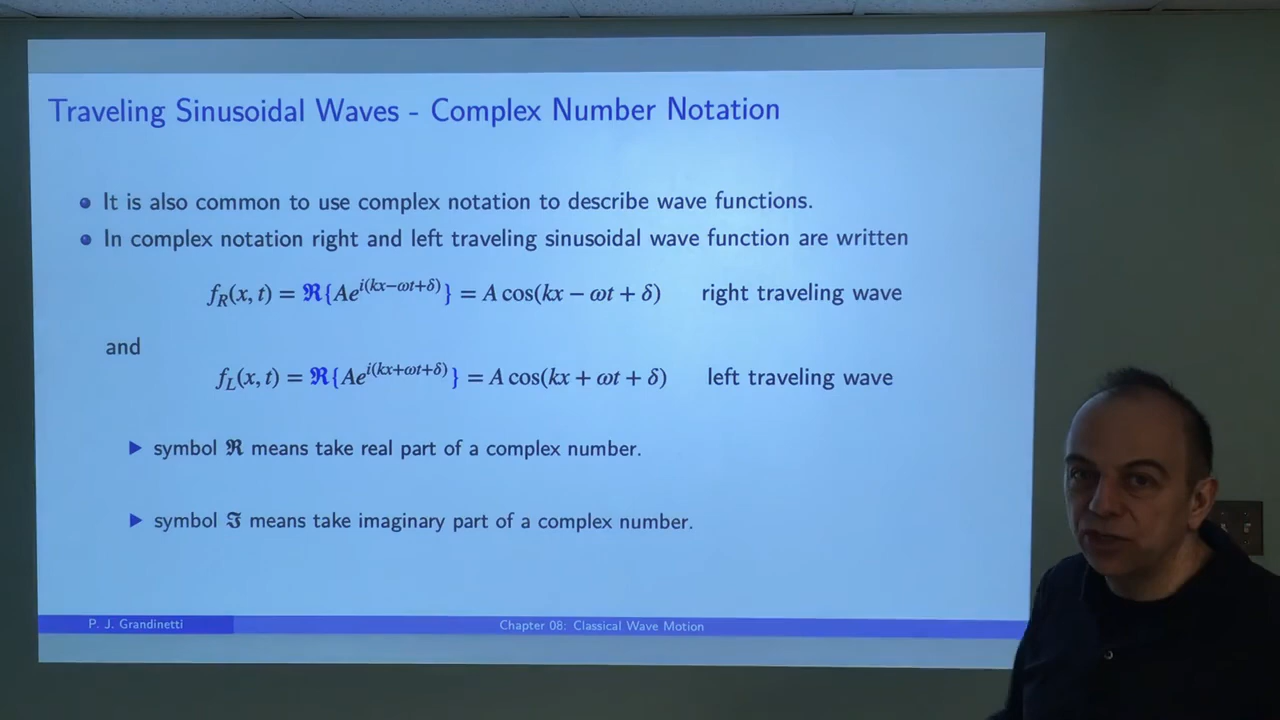 Traveling Sinusoidal Waves - Complex Number Notation
It is also common to use complex notation to describe wave functions.
In complex notation right and left traveling sinusoidal wave function are written
f_R(x, t) = ℜ{Ae^{i(kx−ωt+δ)}} = A cos(kx − ωt + δ) right traveling wave
and
f_L(x, t) = ℜ{Ae^{i(kx+ωt+δ)}} = A cos(kx + ωt + δ) left traveling wave
symbol ℜ means take real part of a complex number.
symbol ℑ means take imaginary part of a complex number.
P. J. Grandinetti Chapter 08: Classical Wave Motion